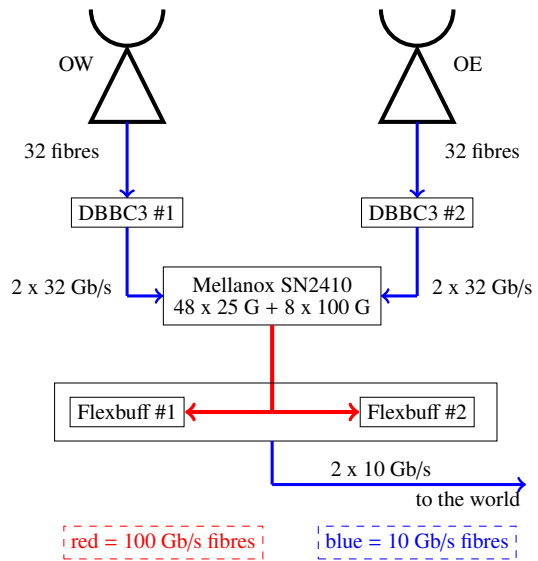 OW
OE
32 fibres
32 fibres
DBBC3 #1
DBBC3 #2
2 x 32 Gb/s
Mellanox SN2410
48 x 25 G + 8 x 100 G
2 x 32 Gb/s
Flexbuff #1
Flexbuff #2
2 x 10 Gb/s
to the world
red = 100 Gb/s fibres
blue = 10 Gb/s fibres